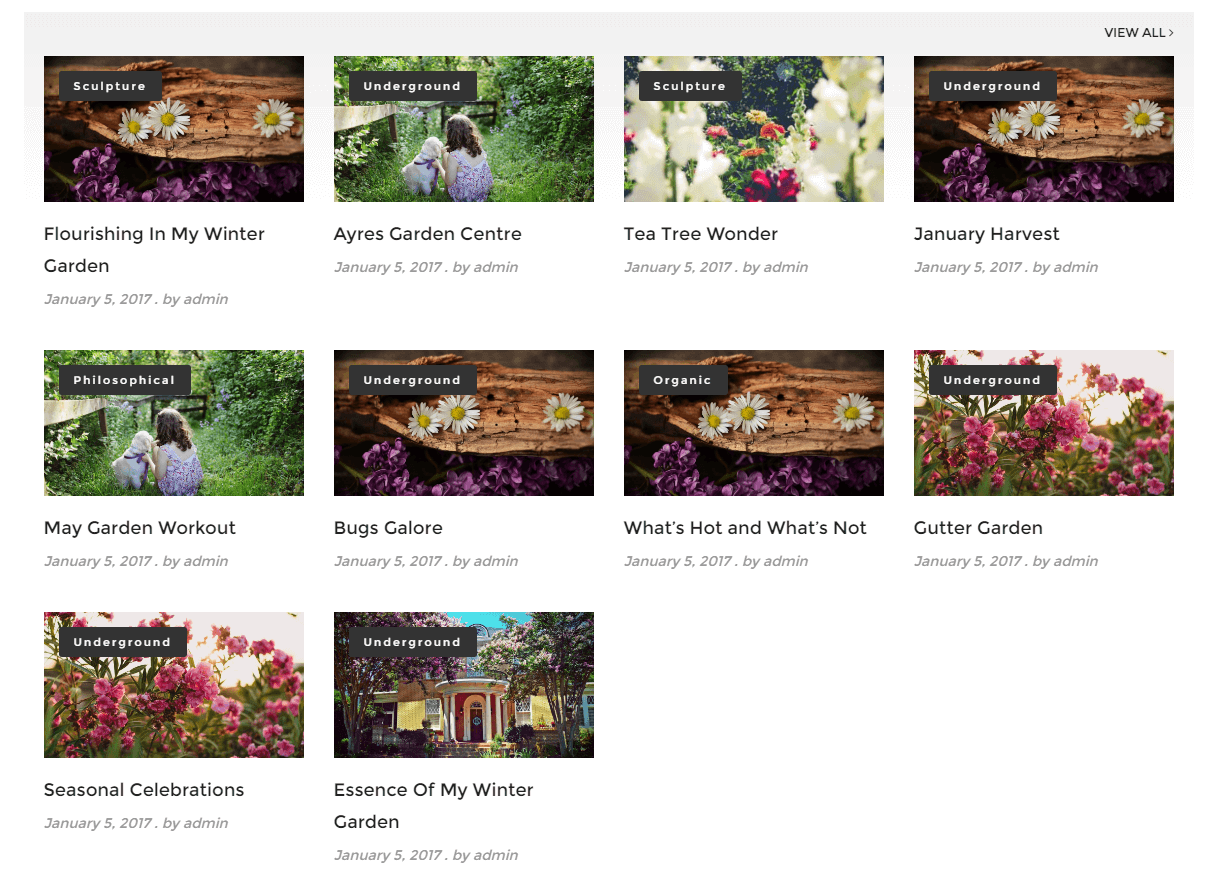 VIEW ALL ›
Sculpture
Underground
Sculpture
Underground
Flourishing In My Winter
Garden
January 5, 2017 . by admin
Ayres Garden Centre
January 5, 2017 . by admin
Tea Tree Wonder
January 5, 2017 . by admin
January Harvest
January 5, 2017 . by admin
Philosophical
Underground
Organic
Underground
May Garden Workout
January 5, 2017 . by admin
Bugs Galore
January 5, 2017 . by admin
What’s Hot and What’s Not
January 5, 2017 . by admin
Gutter Garden
January 5, 2017 . by admin
Underground
Underground
Seasonal Celebrations
January 5, 2017 . by admin
Essence Of My Winter
Garden
January 5, 2017 . by admin